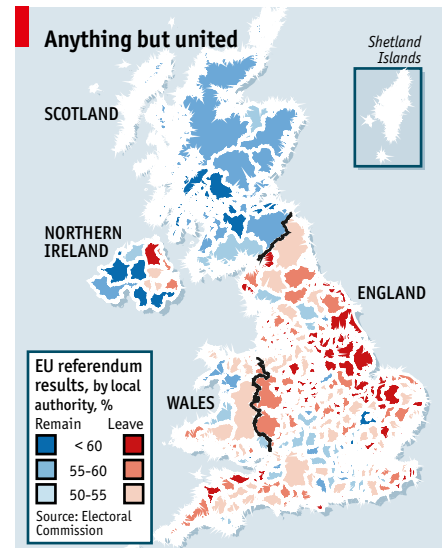 Anything but united
Shetland
Islands
SCOTLAND
NORTHERN
IRELAND
ENGLAND
WALES
EU referendum
results, by local
authority, %
Remain Leave
< 60
55-60
50-55
Source: Electoral
Commission